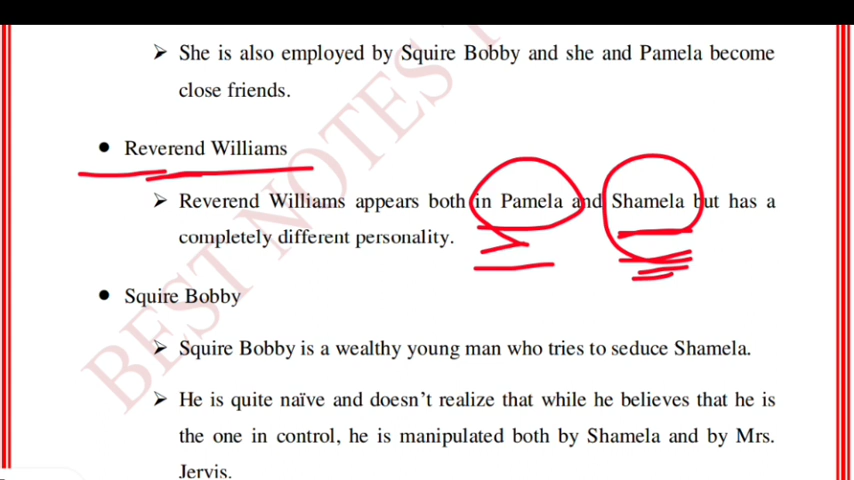 ➢ She is also employed by Squire Bobby and she and Pamela become
close friends.
● Reverend Williams
➢ Reverend Williams appears both in Pamela and Shamela but has a
completely different personality.
● Squire Bobby
➢ Squire Bobby is a wealthy young man who tries to seduce Shamela.
➢ He is quite naïve and doesn't realize that while he believes that he is
the one in control, he is manipulated both by Shamela and by Mrs.
Jervis.
BEST NOTES